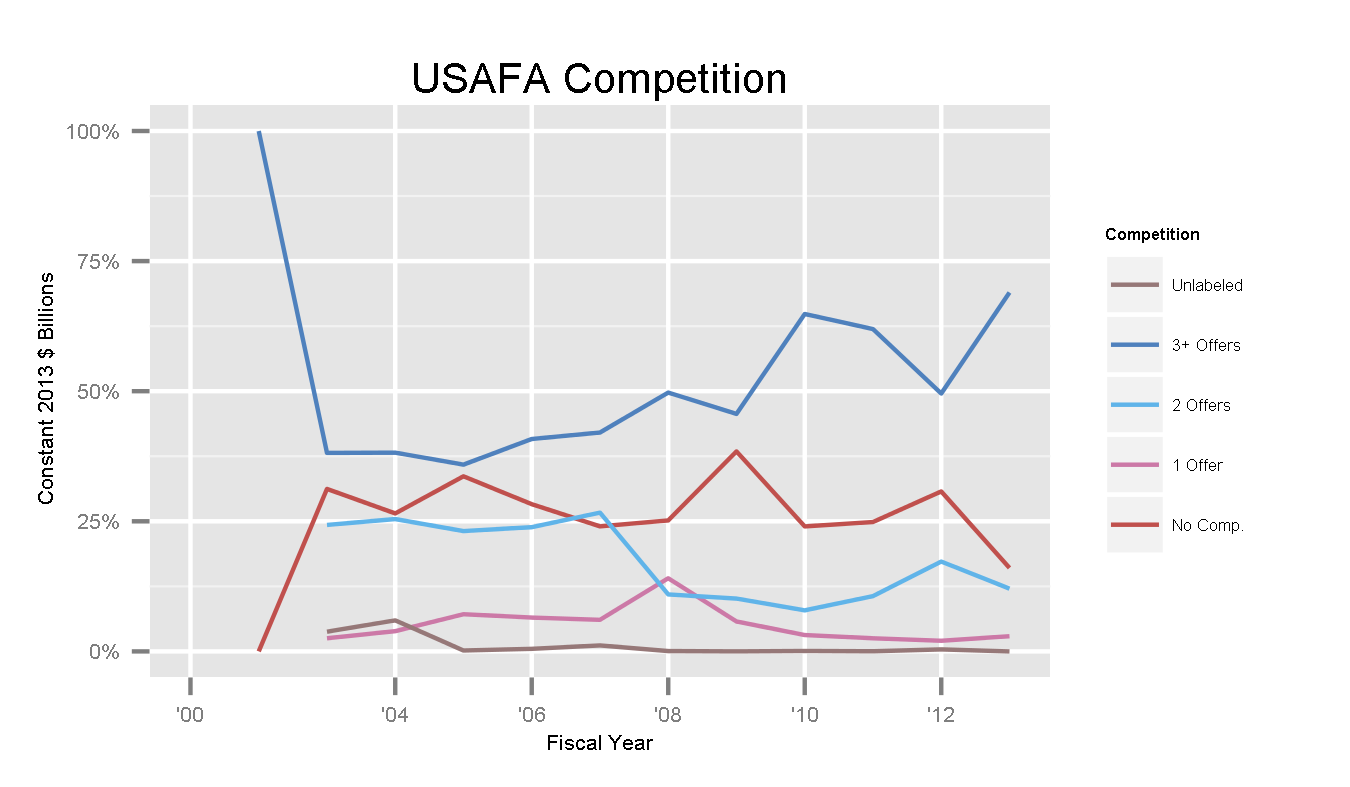 USAFA Competition
100%
75%
50%
25%
0%
Constant 2013 $ Billions
'00 '04 '06 '08 '10 '12
Fiscal Year
Competition
Unlabeled
3+ Offers
2 Offers
1 Offer
No Comp.